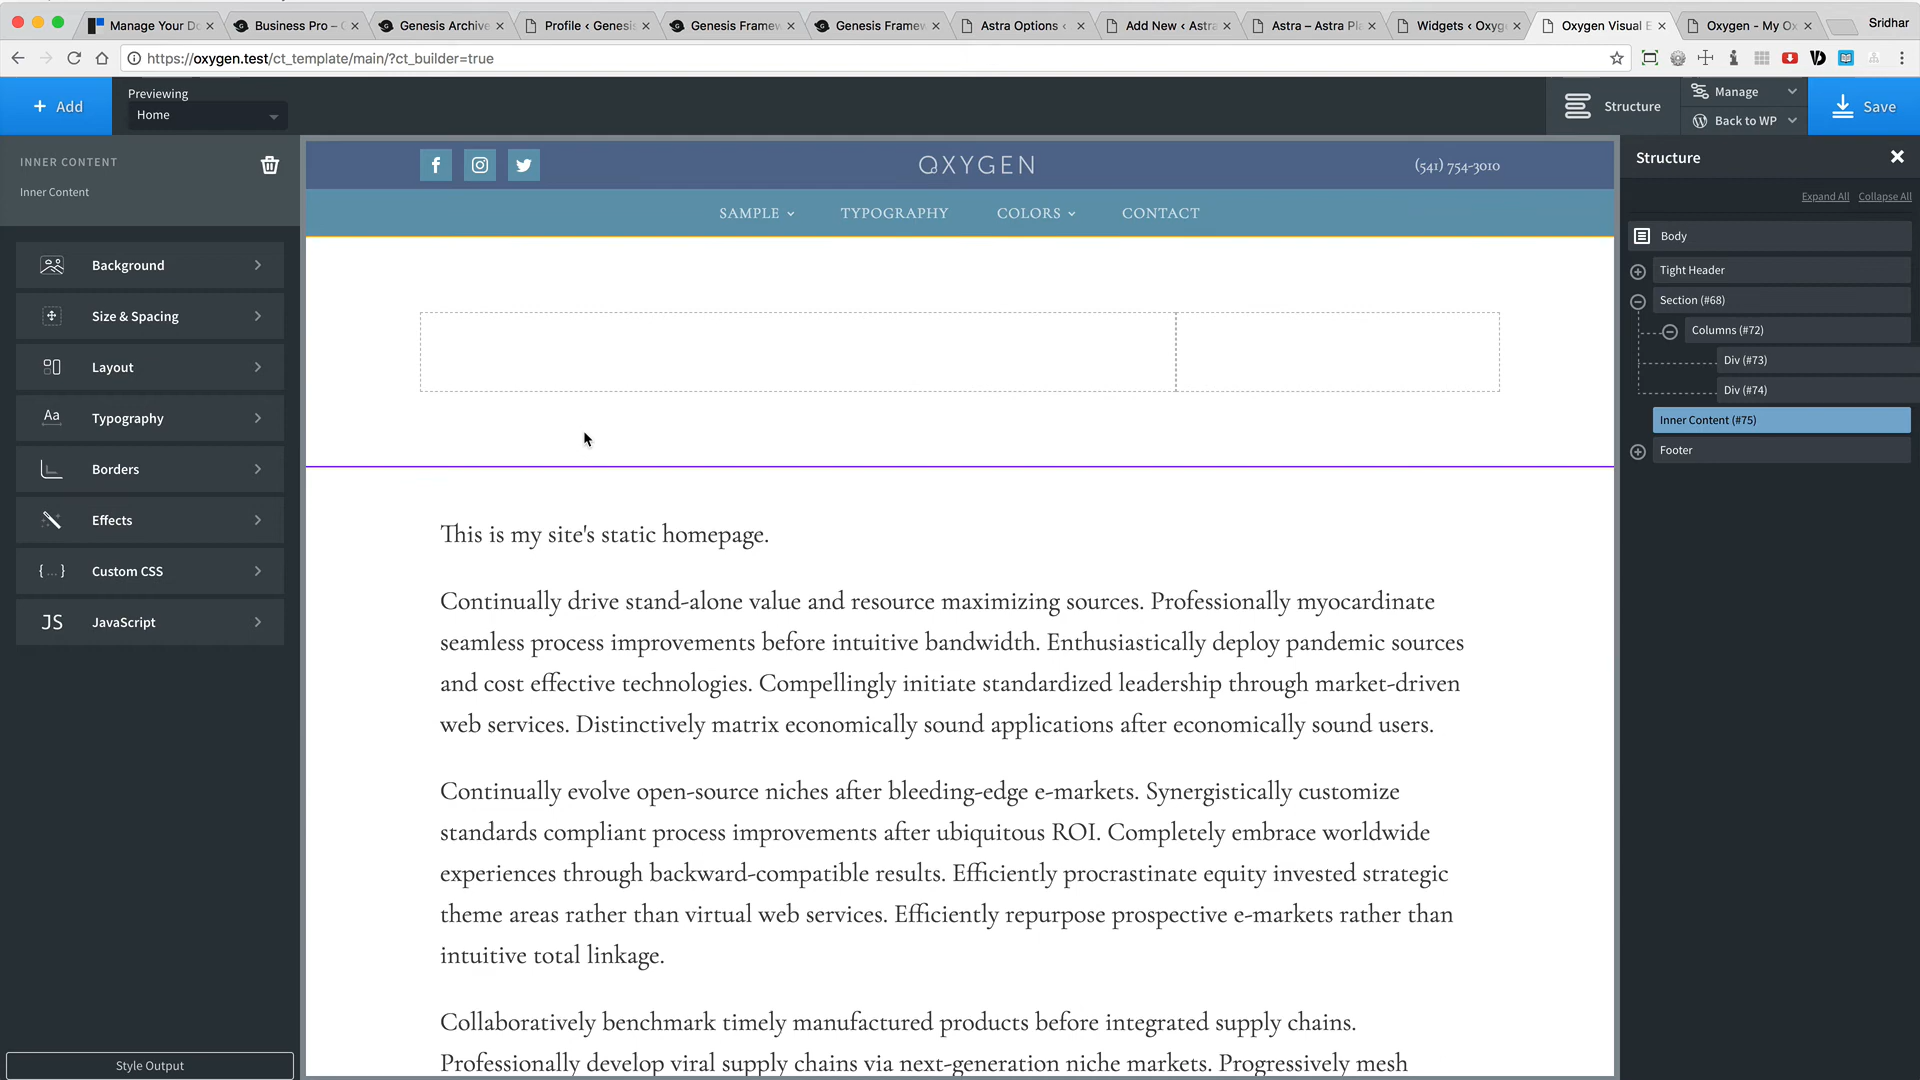 Manage Your Do
Business Pro –
Genesis Archive
Profile ‹ Genesis
Genesis Framew
Genesis Framew
Astra Options ‹
Add New ‹ Astra
Astra – Astra Pl
Widgets ‹ Oxyge
Oxygen Visual E
Oxygen - My Ox
Sridhar
https://oxygen.test/ct_template/main/?ct_builder=true
+ Add
Previewing
Home
Structure
Manage
Back to WP
Save
INNER CONTENT
Inner Content
Background
Size & Spacing
Layout
Aa Typography
Borders
Effects
{...} Custom CSS
JS JavaScript
Style Output
OXYGEN
(541) 754-3010
SAMPLE
TYPOGRAPHY
COLORS
CONTACT
This is my site's static homepage.
Continually drive stand-alone value and resource maximizing sources. Professionally myocardinate
seamless process improvements before intuitive bandwidth. Enthusiastically deploy pandemic sources
and cost effective technologies. Compellingly initiate standardized leadership through market-driven
web services. Distinctively matrix economically sound applications after economically sound users.
Continually evolve open-source niches after bleeding-edge e-markets. Synergistically customize
standards compliant process improvements after ubiquitous ROI. Completely embrace worldwide
experiences through backward-compatible results. Efficiently procrastinate equity invested strategic
theme areas rather than virtual web services. Efficiently repurpose prospective e-markets rather than
intuitive total linkage.
Collaboratively benchmark timely manufactured products before integrated supply chains.
Professionally develop viral supply chains via next-generation niche markets. Progressively mesh
Structure
Expand All
Collapse All
Body
Tight Header
Section (#68)
Columns (#72)
Div (#73)
Div (#74)
Inner Content (#75)
Footer